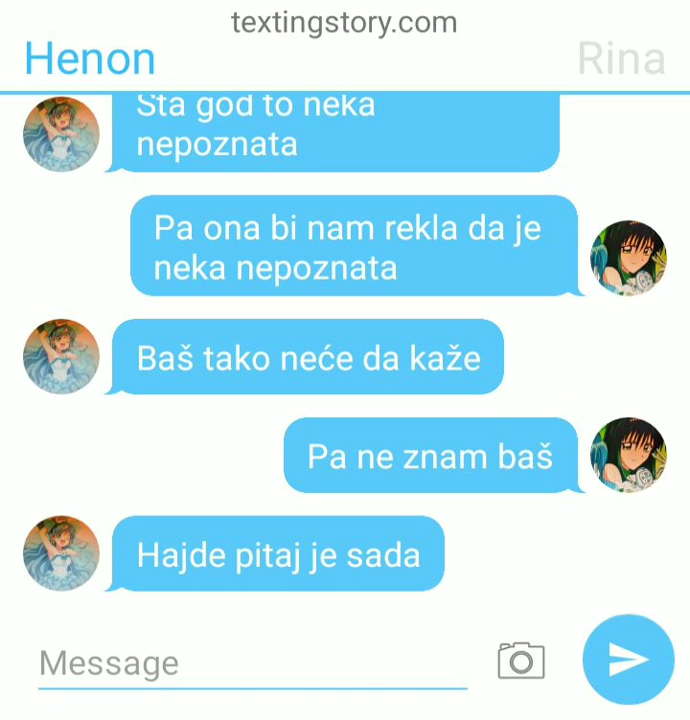 textingstory.com
Henon
Rina
Šta god to neka
nepoznata
Pa ona bi nam rekla da je
neka nepoznata
Baš tako neće da kaže
Pa ne znam baš
Hajde pitaj je sada
Message